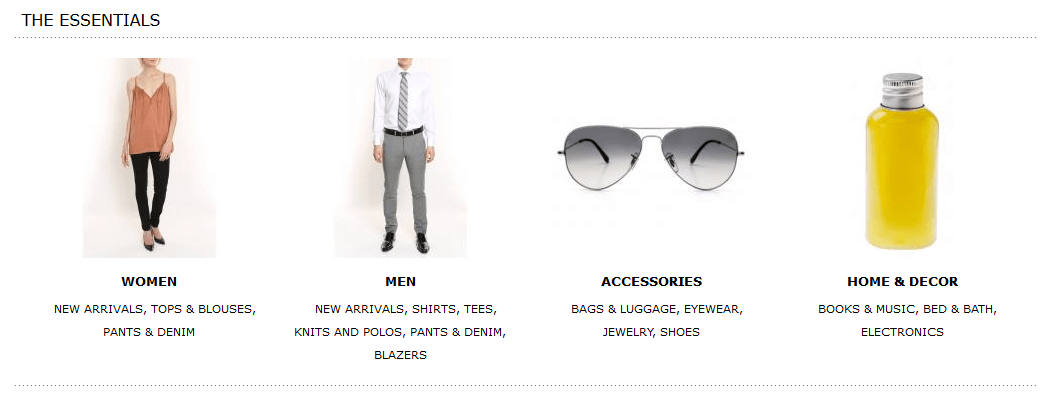 THE ESSENTIALS
WOMEN
NEW ARRIVALS, TOPS & BLOUSES,
PANTS & DENIM
MEN
NEW ARRIVALS, SHIRTS, TEES,
KNITS AND POLOS, PANTS & DENIM,
BLAZERS
ACCESSORIES
BAGS & LUGGAGE, EYEWEAR,
JEWELRY, SHOES
HOME & DECOR
BOOKS & MUSIC, BED & BATH,
ELECTRONICS